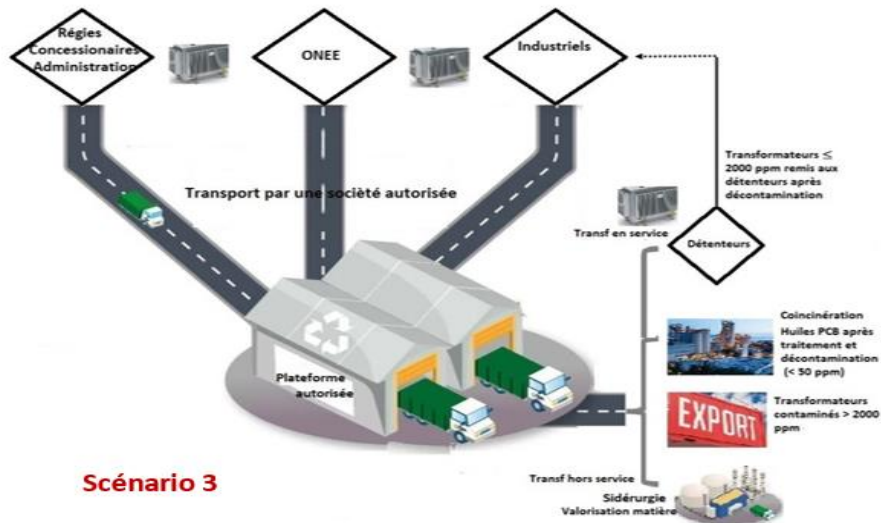 Régies
Concessionaires
Administration
ONEE
Industriels
Transport par une socièté autorisée
Transformateurs ≤
2000 ppm remis aux
détenteurs après
décontamination
Transf en service
Détenteurs
Coincinération
Huiles PCB après
traitement et
décontamination
(< 50 ppm)
Plateforme
autorisée
EXPORT
Transformateurs
contaminés > 2000
ppm
Scénario 3
Transf hors service
Sidérurgie
Valorisation matière